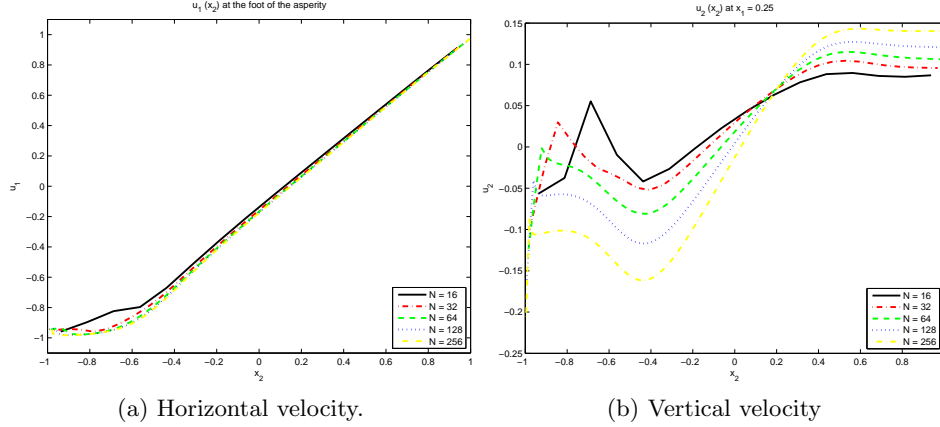 u1 (x2) at the foot of the asperity
1
0.8
0.6
0.4
0.2
0
−0.2
−0.4
−0.6
−0.8
−1
u1
−1
−0.8
−0.6
−0.4
−0.2
0
0.2
0.4
0.6
0.8
1
x2
N = 16
N = 32
N = 64
N = 128
N = 256
(a) Horizontal velocity.
u2 (x2) at x1 = 0.25
0.15
0.1
0.05
0
−0.05
−0.1
−0.15
−0.2
−0.25
u2
−1
−0.8
−0.6
−0.4
−0.2
0
0.2
0.4
0.6
0.8
x2
N = 16
N = 32
N = 64
N = 128
N = 256
(b) Vertical velocity